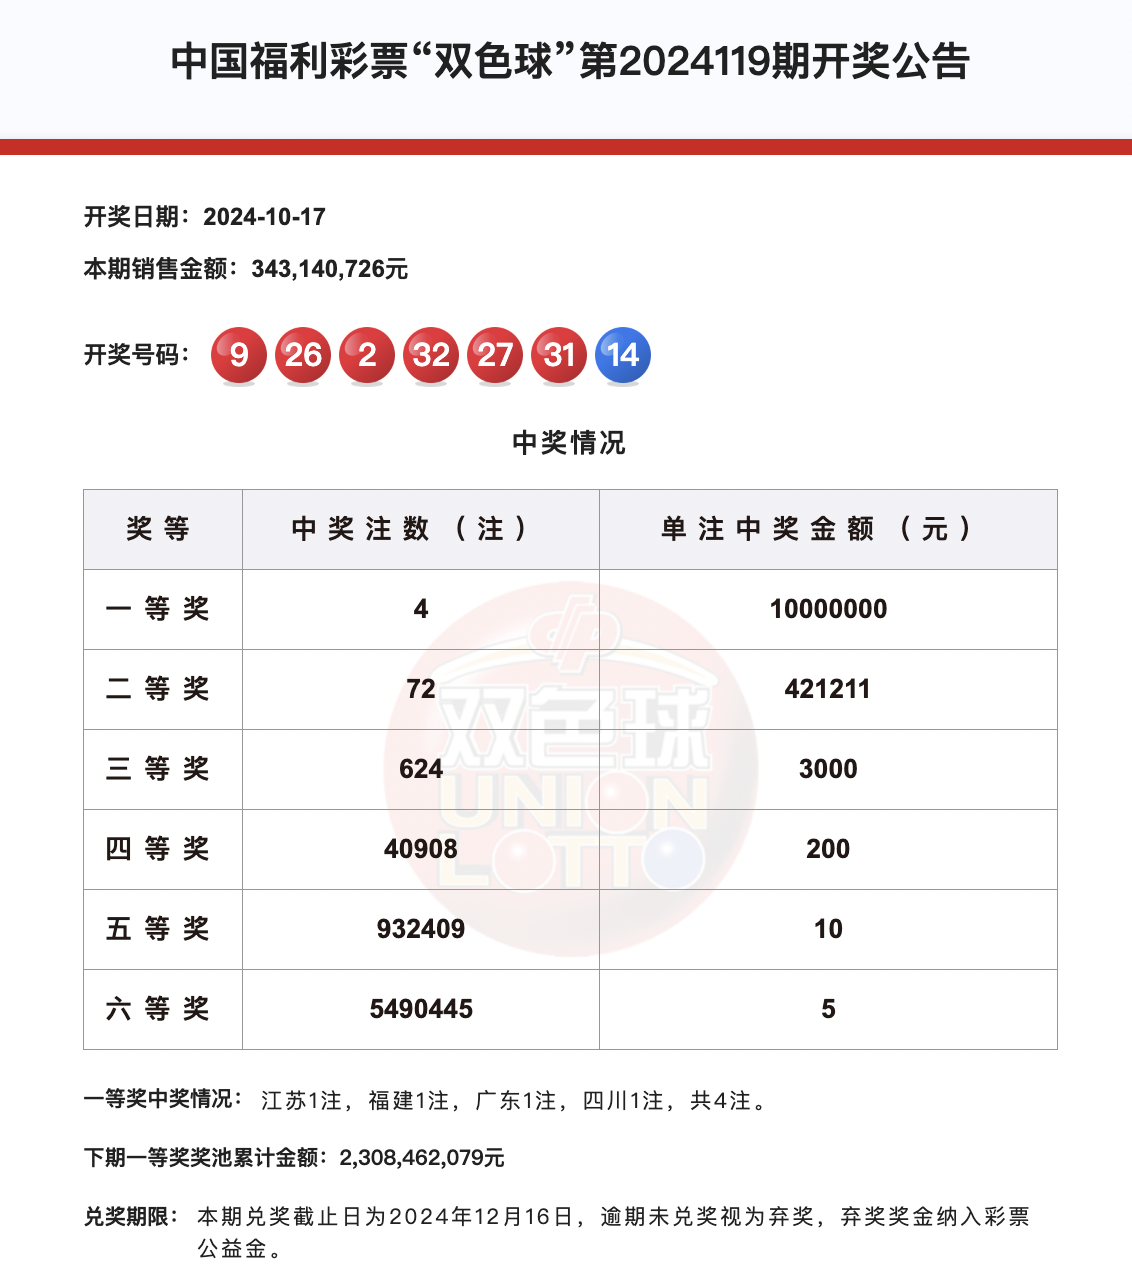 中国福利彩票“双色球”第2024119期开奖公告
开奖日期：2024-10-17
本期销售金额：343,140,726元
开奖号码： 9 26 2 32 27 31 14
中奖情况
奖等 中奖注数（注） 单注中奖金额（元）
一等奖 4 10000000
二等奖 72 421211
三等奖 624 3000
四等奖 40908 200
五等奖 932409 10
六等奖 5490445 5
双色球
UNION
LOTTO
一等奖中奖情况： 江苏1注，福建1注，广东1注，四川1注，共4注。
下期一等奖奖池累计金额：2,308,462,079元
兑奖期限： 本期兑奖截止日为2024年12月16日，逾期未兑奖视为弃奖，弃奖奖金纳入彩票
公益金。